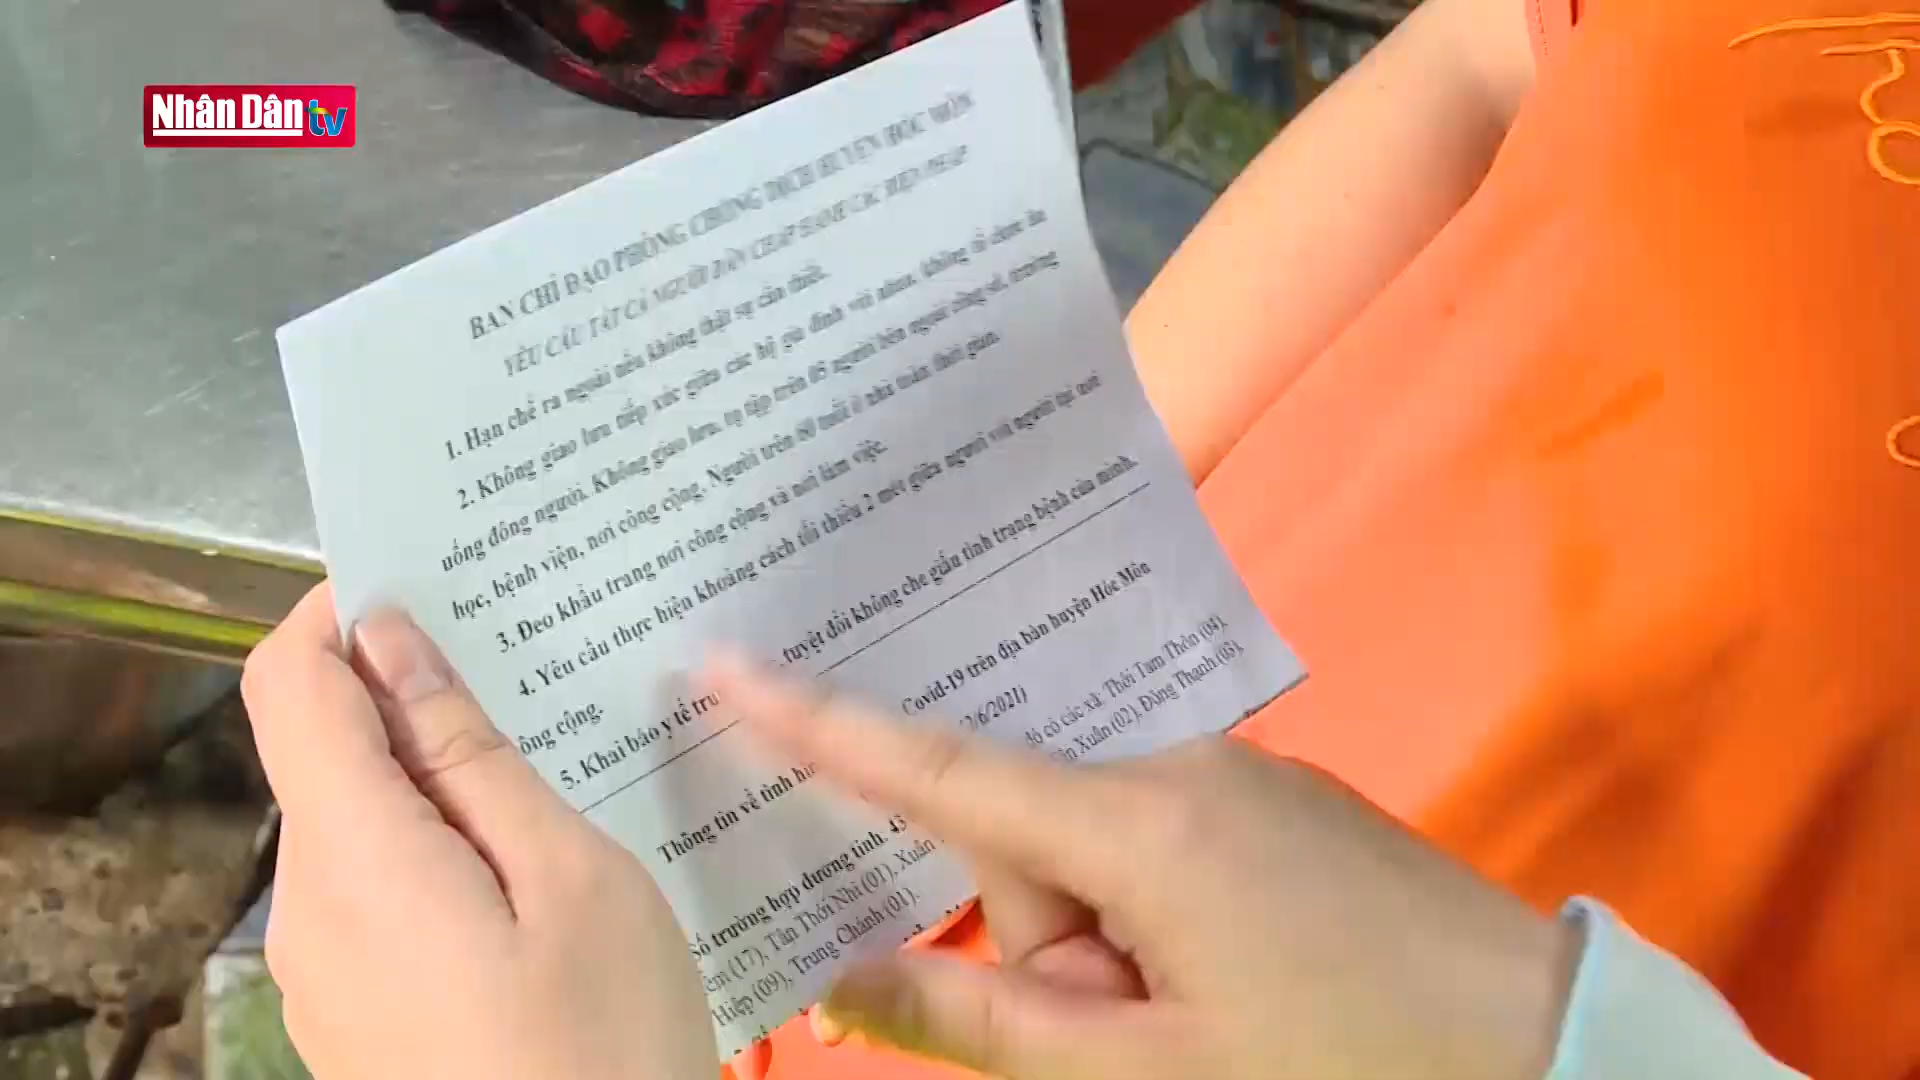 Nhân Dân tv
BAN CHỈ ĐẠO PHÒNG CHỐNG DỊCH HUYỆN HÓC MÔN
YÊU CẦU TẤT CẢ NGƯỜI DÂN CHẤP HÀNH CÁC BIỆN PHÁP
1. Hạn chế ra ngoài nếu không thật sự cần thiết.
2. Không giao lưu tiếp xúc giữa các hộ gia đình với nhau. Không tổ chức ăn
uống đông người. Không giao lưu, tụ tập trên 05 người bên ngoài công sở, trường
học, bệnh viện, nơi công cộng. Người trên 60 tuổi ở nhà toàn thời gian.
3. Đeo khẩu trang nơi công cộng và nơi làm việc.
4. Yêu cầu thực hiện khoảng cách tối thiểu 2 mét giữa người với người tại nơi
ông cộng.
5. Khai báo y tế tru tuyệt đối không che giấu tình trạng bệnh của mình.
Thông tin về tình hì Covid-19 trên địa bàn huyện Hóc Môn
2/6/2021)
Số trường hợp dương tính. 43 đó có các xã: Thới Tam Thôn (04),
(17), Tân Thới Nhì (01), Xuân Xuân (02), Đông Thạnh (05),
Hiệp (09), Trung Chánh (01).